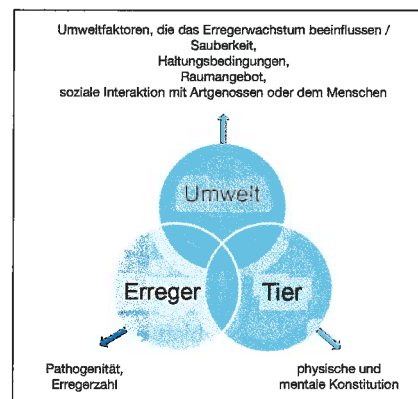 Umweltfaktoren, die das Erregerwachstum beeinflussen /
Sauberkeit,
Haltungsbedingungen,
Raumangebot,
soziale Interaktion mit Artgenossen oder dem Menschen
Umwelt
Erreger
Tier
Pathogenität,
Erregerzahl
physische und
mentale Konstitution